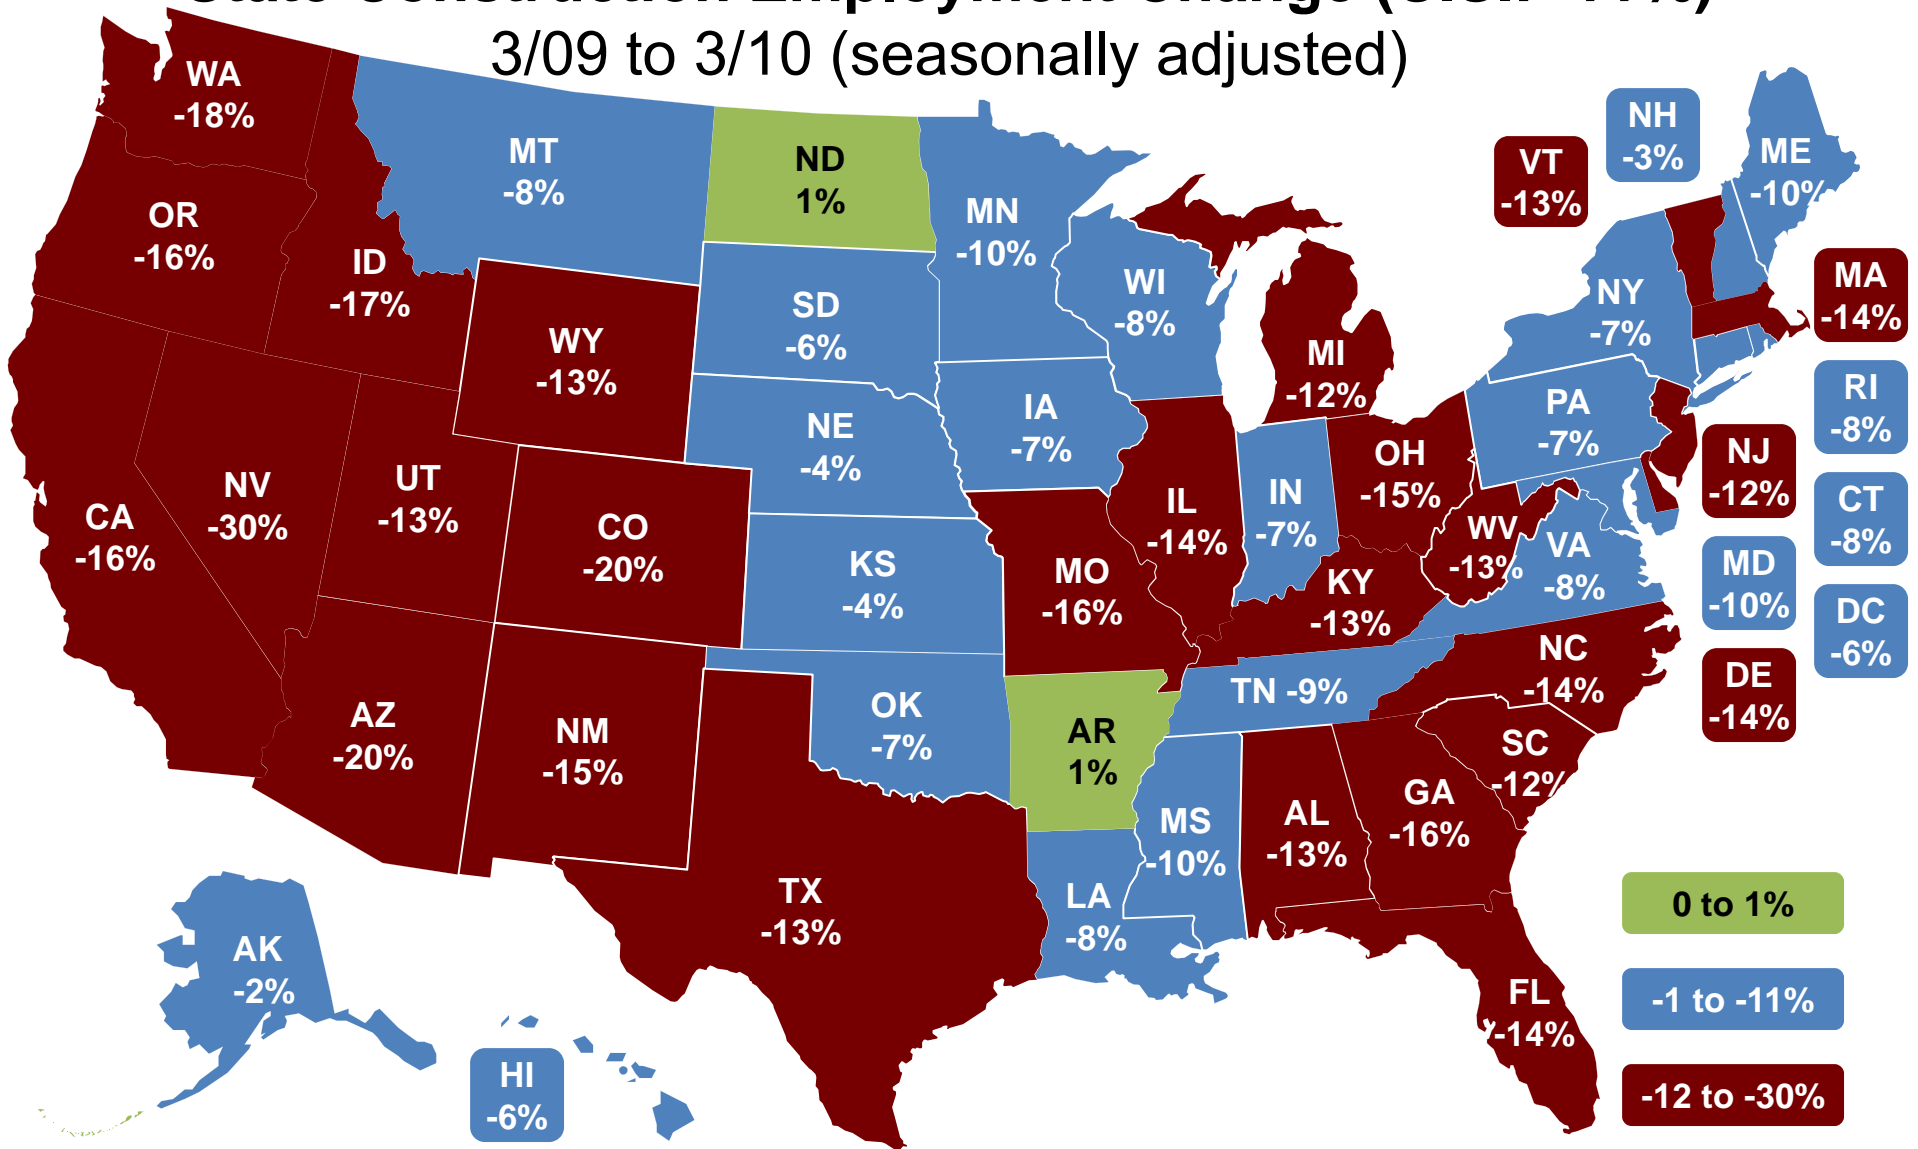 State Construction Employment Change (U.S.: -11%)
3/09 to 3/10 (seasonally adjusted)
WA
-18%
MT
-8%
ND
1%
MN
-10%
VT
-13%
NH
-3%
ME
-10%
OR
-16%
ID
-17%
WY
-13%
SD
-6%
WI
-8%
MI
-12%
NY
-7%
MA
-14%
CA
-16%
NV
-30%
UT
-13%
CO
-20%
NE
-4%
IA
-7%
IL
-14%
IN
-7%
OH
-15%
PA
-7%
NJ
-12%
RI
-8%
KS
-4%
MO
-16%
KY
-13%
WV
-13%
VA
-8%
MD
-10%
CT
-8%
DC
-6%
AZ
-20%
NM
-15%
OK
-7%
AR
1%
TN -9%
NC
-14%
DE
-14%
TX
-13%
LA
-8%
MS
-10%
AL
-13%
GA
-16%
SC
-12%
FL
-14%
AK
-2%
HI
-6%
0 to 1%
-1 to -11%
-12 to -30%